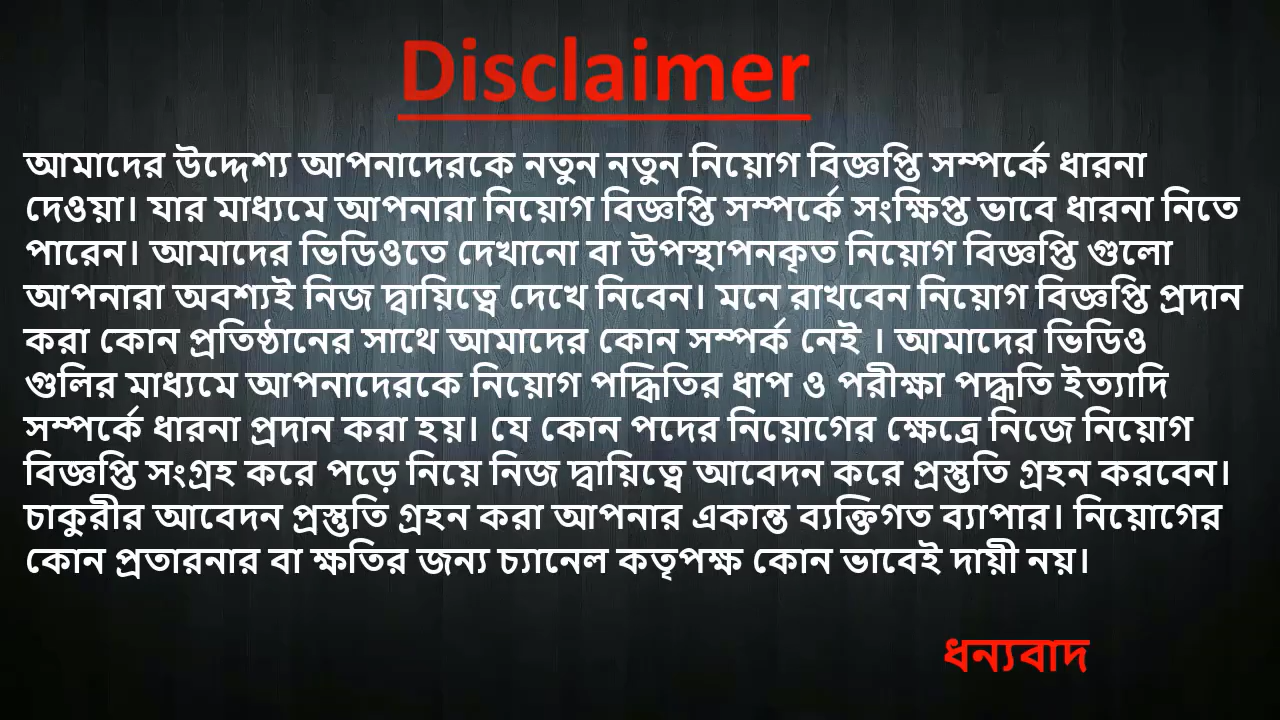 Disclaimer
আমাদের উদ্দেশ্য আপনাদেরকে নতুন নতুন নিয়োগ বিজ্ঞপ্তি সম্পর্কে ধারনা
দেওয়া। যার মাধ্যমে আপনারা নিয়োগ বিজ্ঞপ্তি সম্পর্কে সংক্ষিপ্ত ভাবে ধারনা নিতে
পারেন। আমাদের ভিডিওতে দেখানো বা উপস্থাপনকৃত নিয়োগ বিজ্ঞপ্তি গুলো
আপনারা অবশ্যই নিজ দ্বায়িত্বে দেখে নিবেন। মনে রাখবেন নিয়োগ বিজ্ঞপ্তি প্রদান
করা কোন প্রতিষ্ঠানের সাথে আমাদের কোন সম্পর্ক নেই । আমাদের ভিডিও
গুলির মাধ্যমে আপনাদেরকে নিয়োগ পদ্ধিতির ধাপ ও পরীক্ষা পদ্ধতি ইত্যাদি
সম্পর্কে ধারনা প্রদান করা হয়। যে কোন পদের নিয়োগের ক্ষেত্রে নিজে নিয়োগ
বিজ্ঞপ্তি সংগ্রহ করে পড়ে নিয়ে নিজ দ্বায়িত্বে আবেদন করে প্রস্তুতি গ্রহন করবেন।
চাকুরীর আবেদন প্রস্তুতি গ্রহন করা আপনার একান্ত ব্যক্তিগত ব্যাপার। নিয়োগের
কোন প্রতারনার বা ক্ষতির জন্য চ্যানেল কতৃপক্ষ কোন ভাবেই দায়ী নয়।
ধন্যবাদ